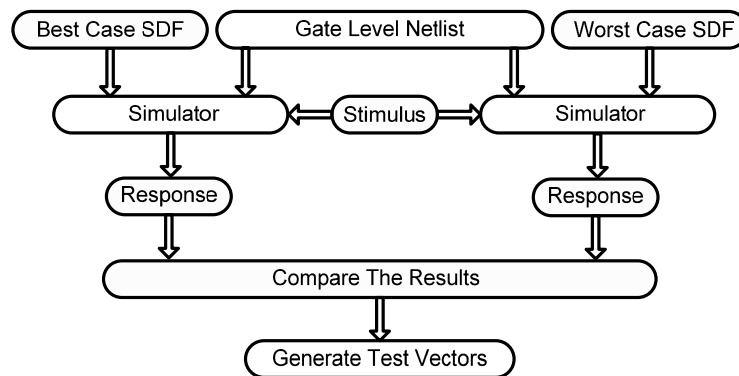 Best Case SDF
Gate Level Netlist
Worst Case SDF
Simulator
Stimulus
Simulator
Response
Response
Compare The Results
Generate Test Vectors